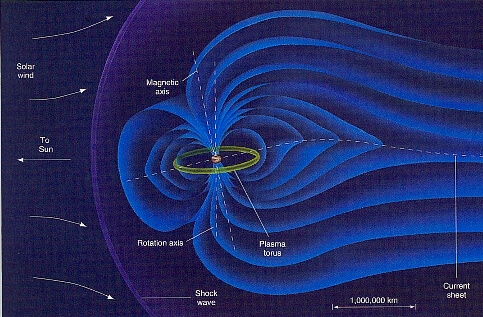 Solar
wind
Magnetic
axis
To
Sun
Rotation axis
Plasma
torus
Shock
wave
Current
sheet
1,000,000 km